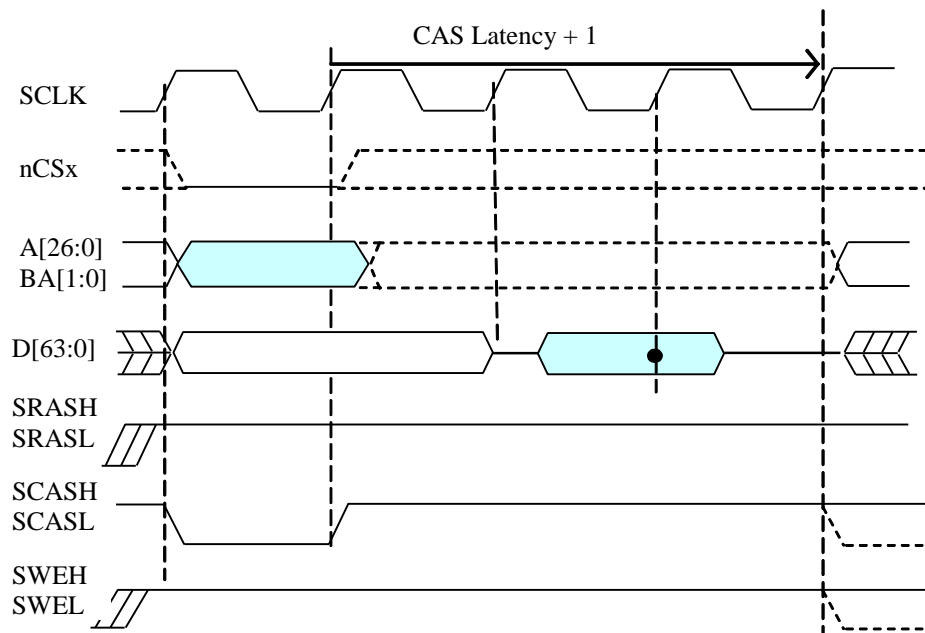 CAS Latency + 1
SCLK
nCSx
A[26:0]
BA[1:0]
D[63:0]
SRASH
SRASL
SCASH
SCASL
SWEH
SWEL